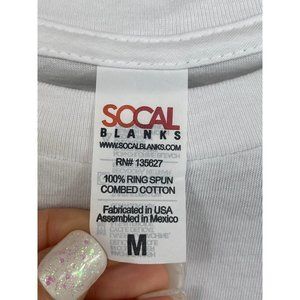 SOCAL
BLANKS
WWW.SOCALBLANKS.COM
RN# 135627
100% RING SPUN
COMBED COTTON
Fabricated in USA
Assembled in Mexico
M